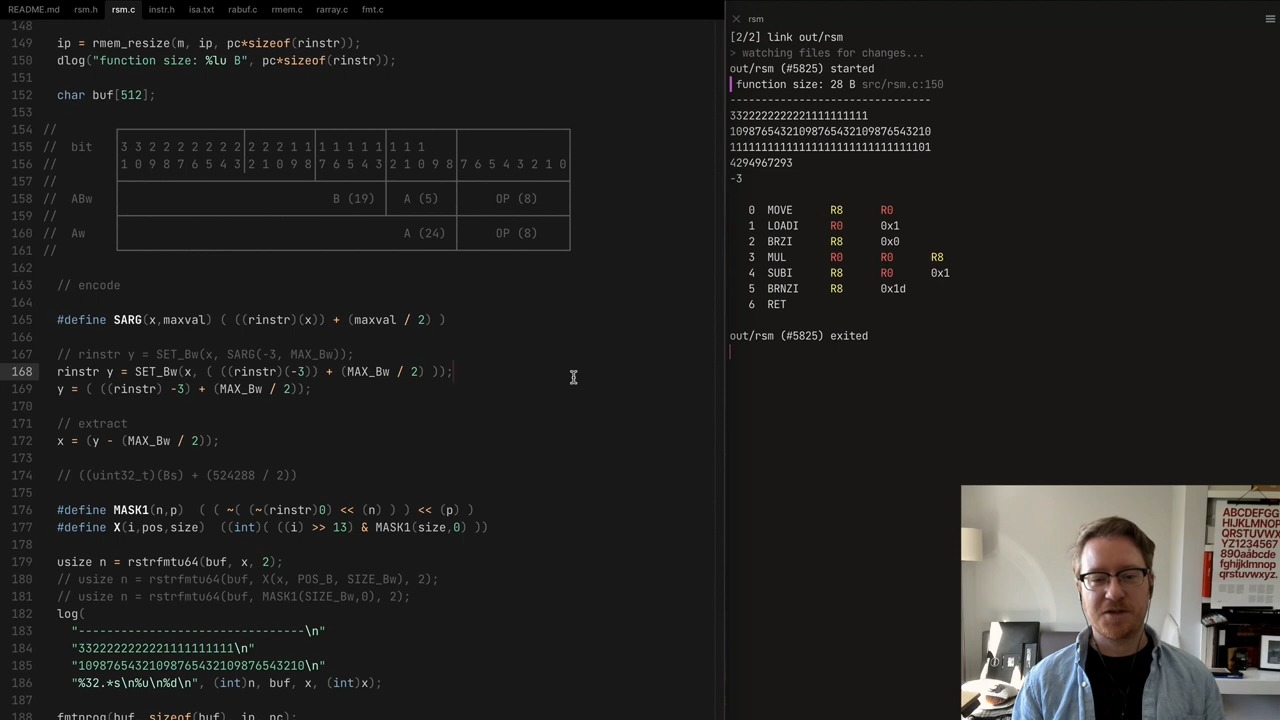 README.md rsm.h rsm.c instr.h isa.txt rabuf.c rmem.c rarray.c fmt.c
148
149 ip = rmem_resize(m, ip, pc*sizeof(rinstr));
150 dlog("function size: %lu B", pc*sizeof(rinstr));
151
152 char buf[512];
153
154 //
155 // bit 3 3 2 2 2 2 2 2 2 2 2 2 1 1 1 1 1 1 1 1 1 1
156 // 1 0 9 8 7 6 5 4 3 2 1 0 9 8 7 6 5 4 3 2 1 0 9 8 7 6 5 4 3 2 1 0
157 //
158 // ABw B (19) A (5) OP (8)
159 //
160 // Aw A (24) OP (8)
161 //
162
163 // encode
164
165 #define SARG(x,maxval) ( ((rinstr)(x)) + (maxval / 2) )
166
167 // rinstr y = SET_Bw(x, SARG(-3, MAX_Bw));
168 rinstr y = SET_Bw(x, ( ((rinstr)(-3)) + (MAX_Bw / 2) ));
169 y = ( ((rinstr) -3) + (MAX_Bw / 2));
170
171 // extract
172 x = (y - (MAX_Bw / 2));
173
174 // ((uint32_t)(Bs) + (524288 / 2))
175
176 #define MASK1(n,p) ( ( ~( (~(rinstr)0) << (n) ) ) << (p) )
177 #define X(i,pos,size) ((int)( ((i) >> 13) & MASK1(size,0) ))
178
179 usize n = rstrfmtu64(buf, x, 2);
180 // usize n = rstrfmtu64(buf, X(x, POS_B, SIZE_Bw), 2);
181 // usize n = rstrfmtu64(buf, MASK1(SIZE_Bw,0), 2);
182 log(
183 "-------------------------------\n"
184 "3322222222221111111111\n"
185 "10987654321098765432109876543210\n"
186 "%32.*s\n%u\n%d\n", (int)n, buf, x, (int)x);
187
188 fmtprog(buf, sizeof(buf), ip, pc);
rsm
[2/2] link out/rsm
> watching files for changes...
out/rsm (#5825) started
function size: 28 B src/rsm.c:150
-------------------------------
3322222222221111111111
10987654321098765432109876543210
11111111111111111111111111111101
4294967293
-3
0 MOVE R8 R0
1 LOADI R0 0x1
2 BRZI R8 0x0
3 MUL R0 R0 R8
4 SUBI R8 R0 0x1
5 BRNZI R8 0x1d
6 RET
out/rsm (#5825) exited
ABCDEFG
HIJKLMN
OPQRSTU
VWXYZ&1
234567